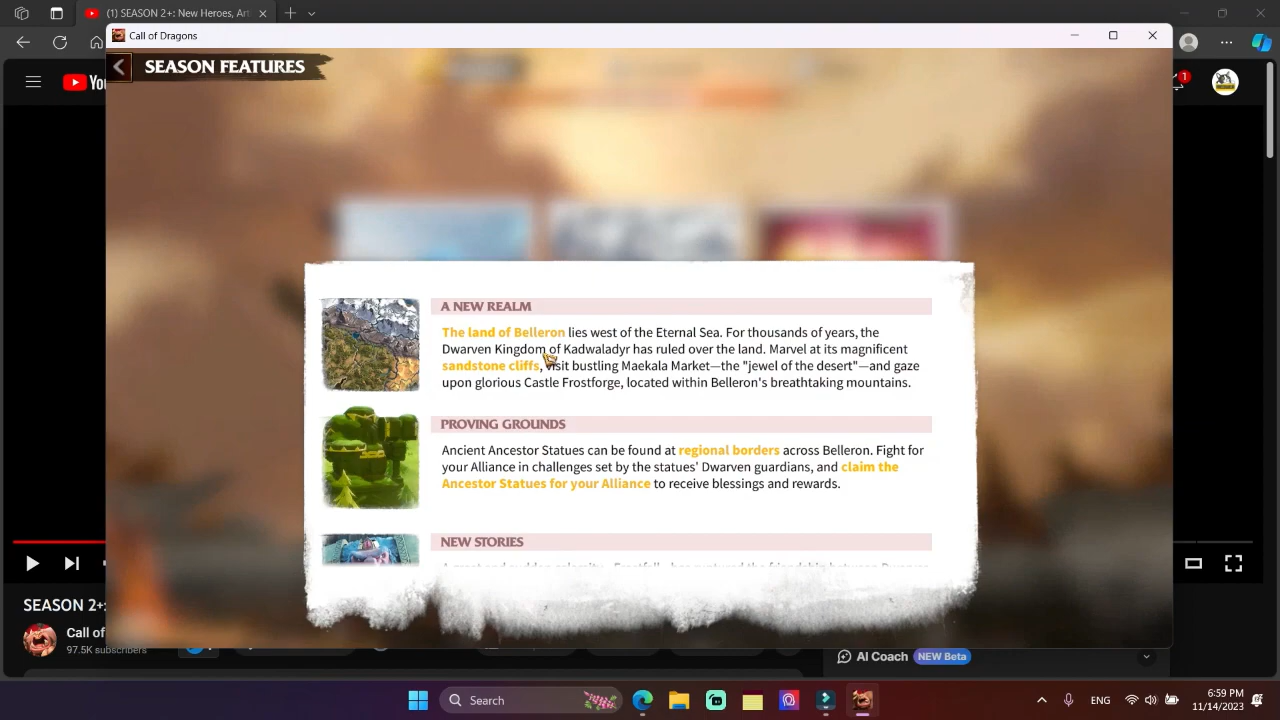 (1) SEASON 2+: New Heroes, Art
Call of Dragons
SEASON FEATURES
1
A NEW REALM
The land of Belleron lies west of the Eternal Sea. For thousands of years, the
Dwarven Kingdom of Kadwaladyr has ruled over the land. Marvel at its magnificent
sandstone cliffs, visit bustling Maekala Market—the "jewel of the desert"—and gaze
upon glorious Castle Frostforge, located within Belleron's breathtaking mountains.
PROVING GROUNDS
Ancient Ancestor Statues can be found at regional borders across Belleron. Fight for
your Alliance in challenges set by the statues' Dwarven guardians, and claim the
Ancestor Statues for your Alliance to receive blessings and rewards.
NEW STORIES
SEASON 2+:
Call of
97.5K subscribers
AI Coach NEW Beta
Search
ENG
6:59 PM
11/14/2023